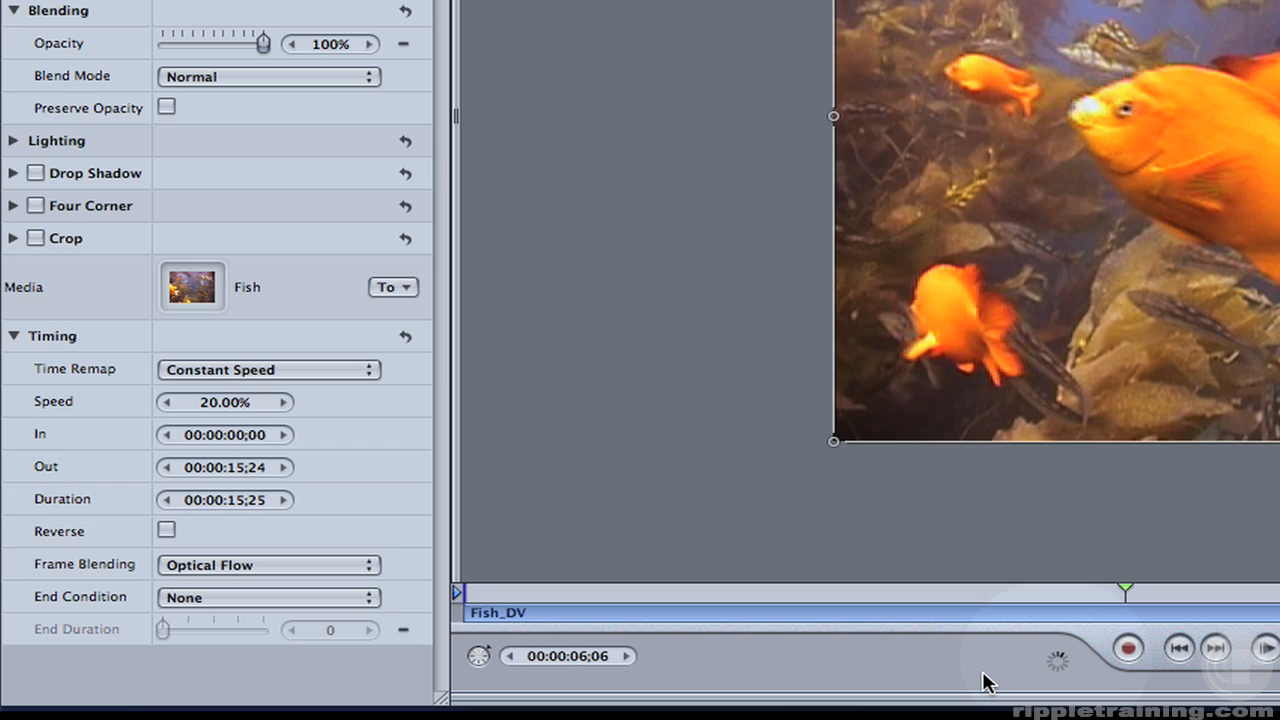 Blending
Opacity 100%
Blend Mode Normal
Preserve Opacity
Lighting
Drop Shadow
Four Corner
Crop
Media Fish To
Timing
Time Remap Constant Speed
Speed 20.00%
In 00:00:00;00
Out 00:00:15;24
Duration 00:00:15;25
Reverse
Frame Blending Optical Flow
End Condition None
End Duration 0
Fish_DV
00:00:06;06
rippletraining.com